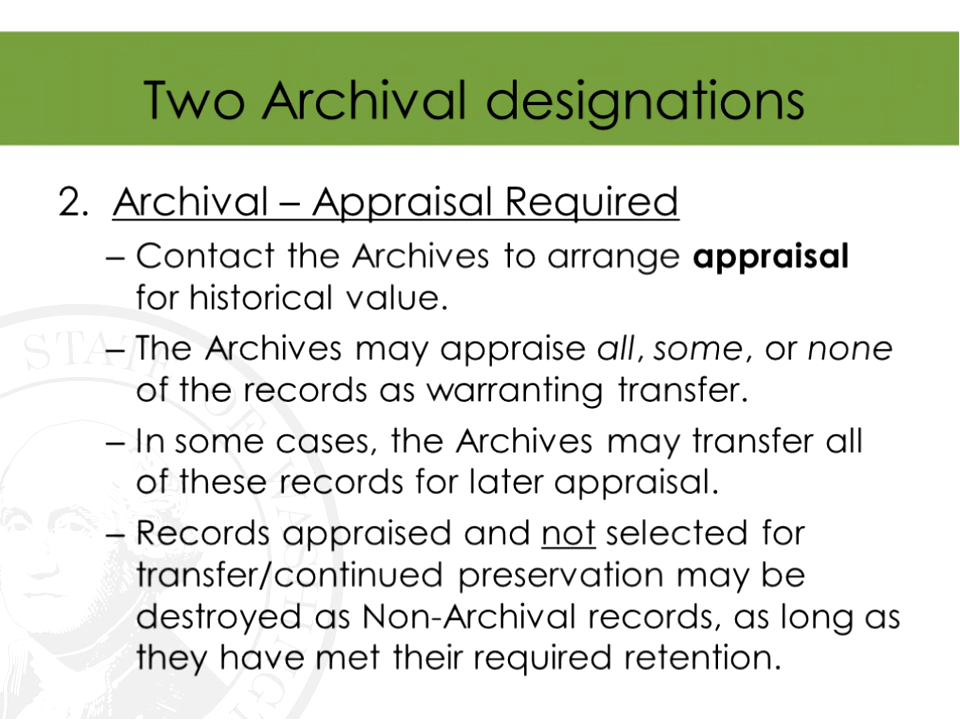 Two Archival designations
2. Archival – Appraisal Required
– Contact the Archives to arrange appraisal
for historical value.
– The Archives may appraise all, some, or none
of the records as warranting transfer.
– In some cases, the Archives may transfer all
of these records for later appraisal.
– Records appraised and not selected for
transfer/continued preservation may be
destroyed as Non-Archival records, as long as
they have met their required retention.
STATE OF WASHINGTON